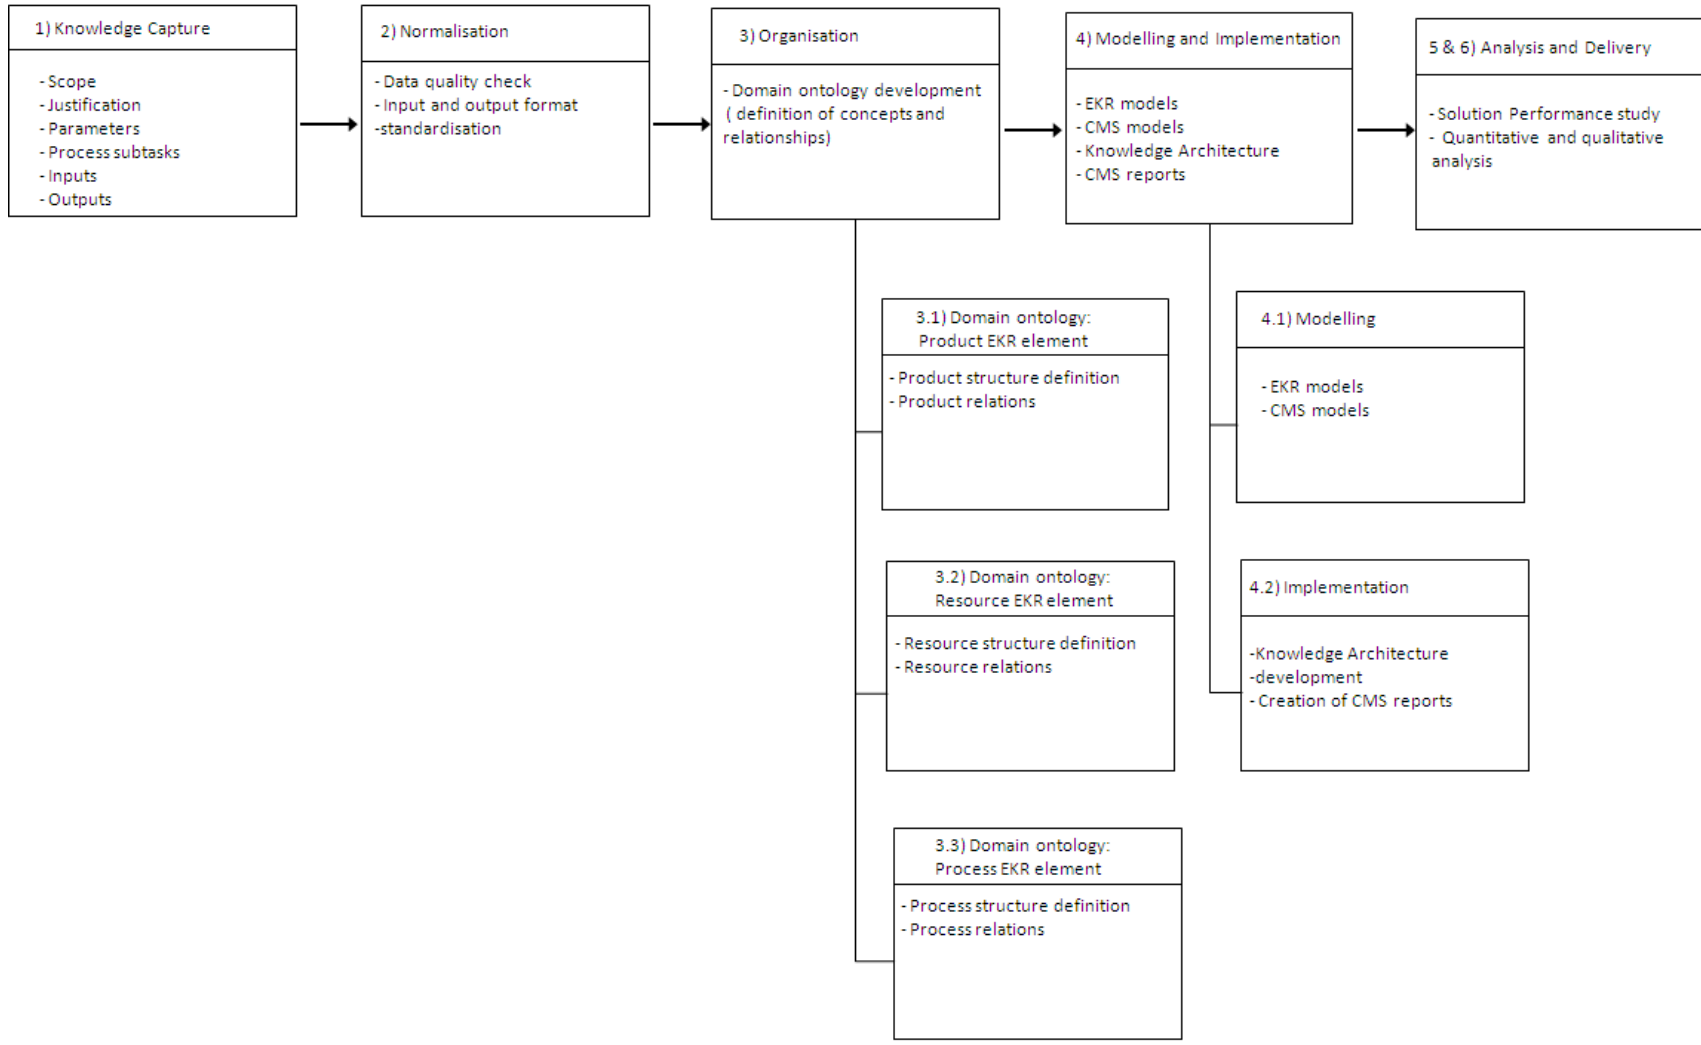 1) Knowledge Capture
- Scope
- Justification
- Parameters
- Process subtasks
- Inputs
- Outputs
2) Normalisation
- Data quality check
- Input and output format
-standardisation
3) Organisation
- Domain ontology development
( definition of concepts and
relationships)
4) Modelling and Implementation
- EKR models
- CMS models
- Knowledge Architecture
- CMS reports
5 & 6) Analysis and Delivery
- Solution Performance study
- Quantitative and qualitative
analysis
3.1) Domain ontology:
Product EKR element
- Product structure definition
- Product relations
4.1) Modelling
- EKR models
- CMS models
3.2) Domain ontology:
Resource EKR element
- Resource structure definition
- Resource relations
4.2) Implementation
-Knowledge Architecture
-development
- Creation of CMS reports
3.3) Domain ontology:
Process EKR element
- Process structure definition
- Process relations